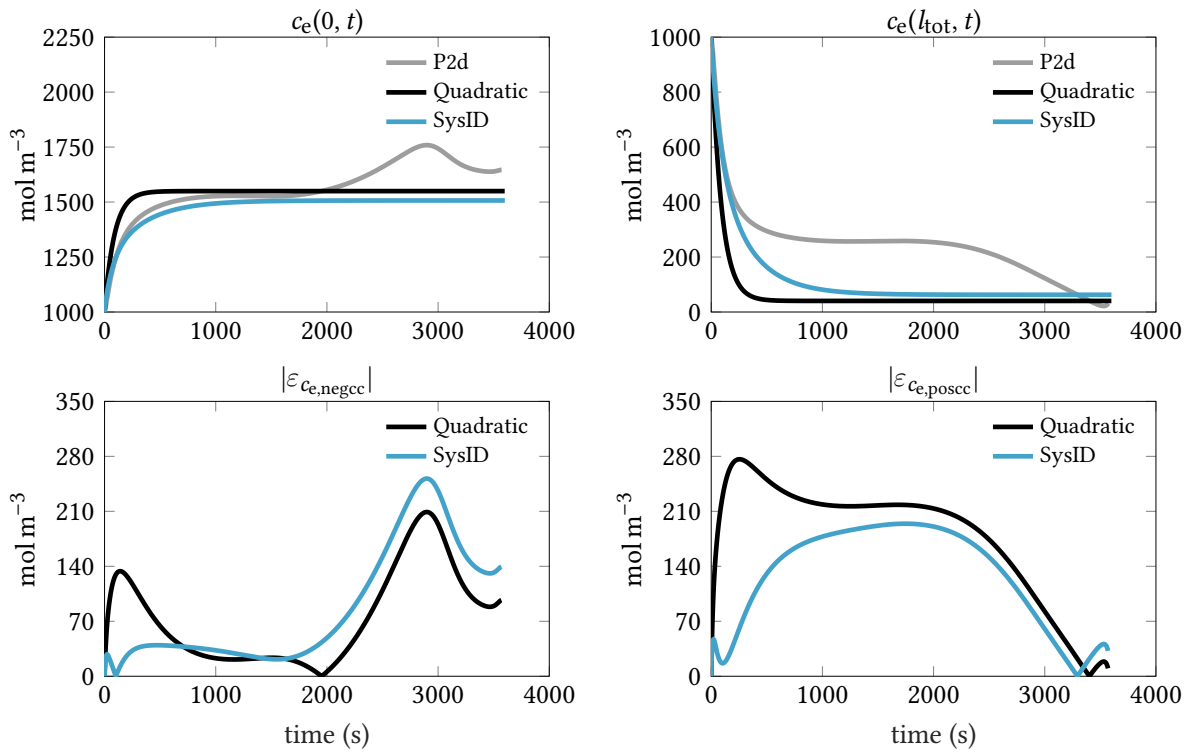 c_e(0, t)
mol m⁻³
2250
2000
1750
1500
1250
1000
P2d
Quadratic
SysID
0 1000 2000 3000 4000
c_e(l_tot, t)
mol m⁻³
1000
800
600
400
200
0
P2d
Quadratic
SysID
0 1000 2000 3000 4000
|ε_{c_{e,negcc}}|
mol m⁻³
350
280
210
140
70
0
Quadratic
SysID
0 1000 2000 3000 4000
time (s)
|ε_{c_{e,poscc}}|
mol m⁻³
350
280
210
140
70
0
Quadratic
SysID
0 1000 2000 3000 4000
time (s)